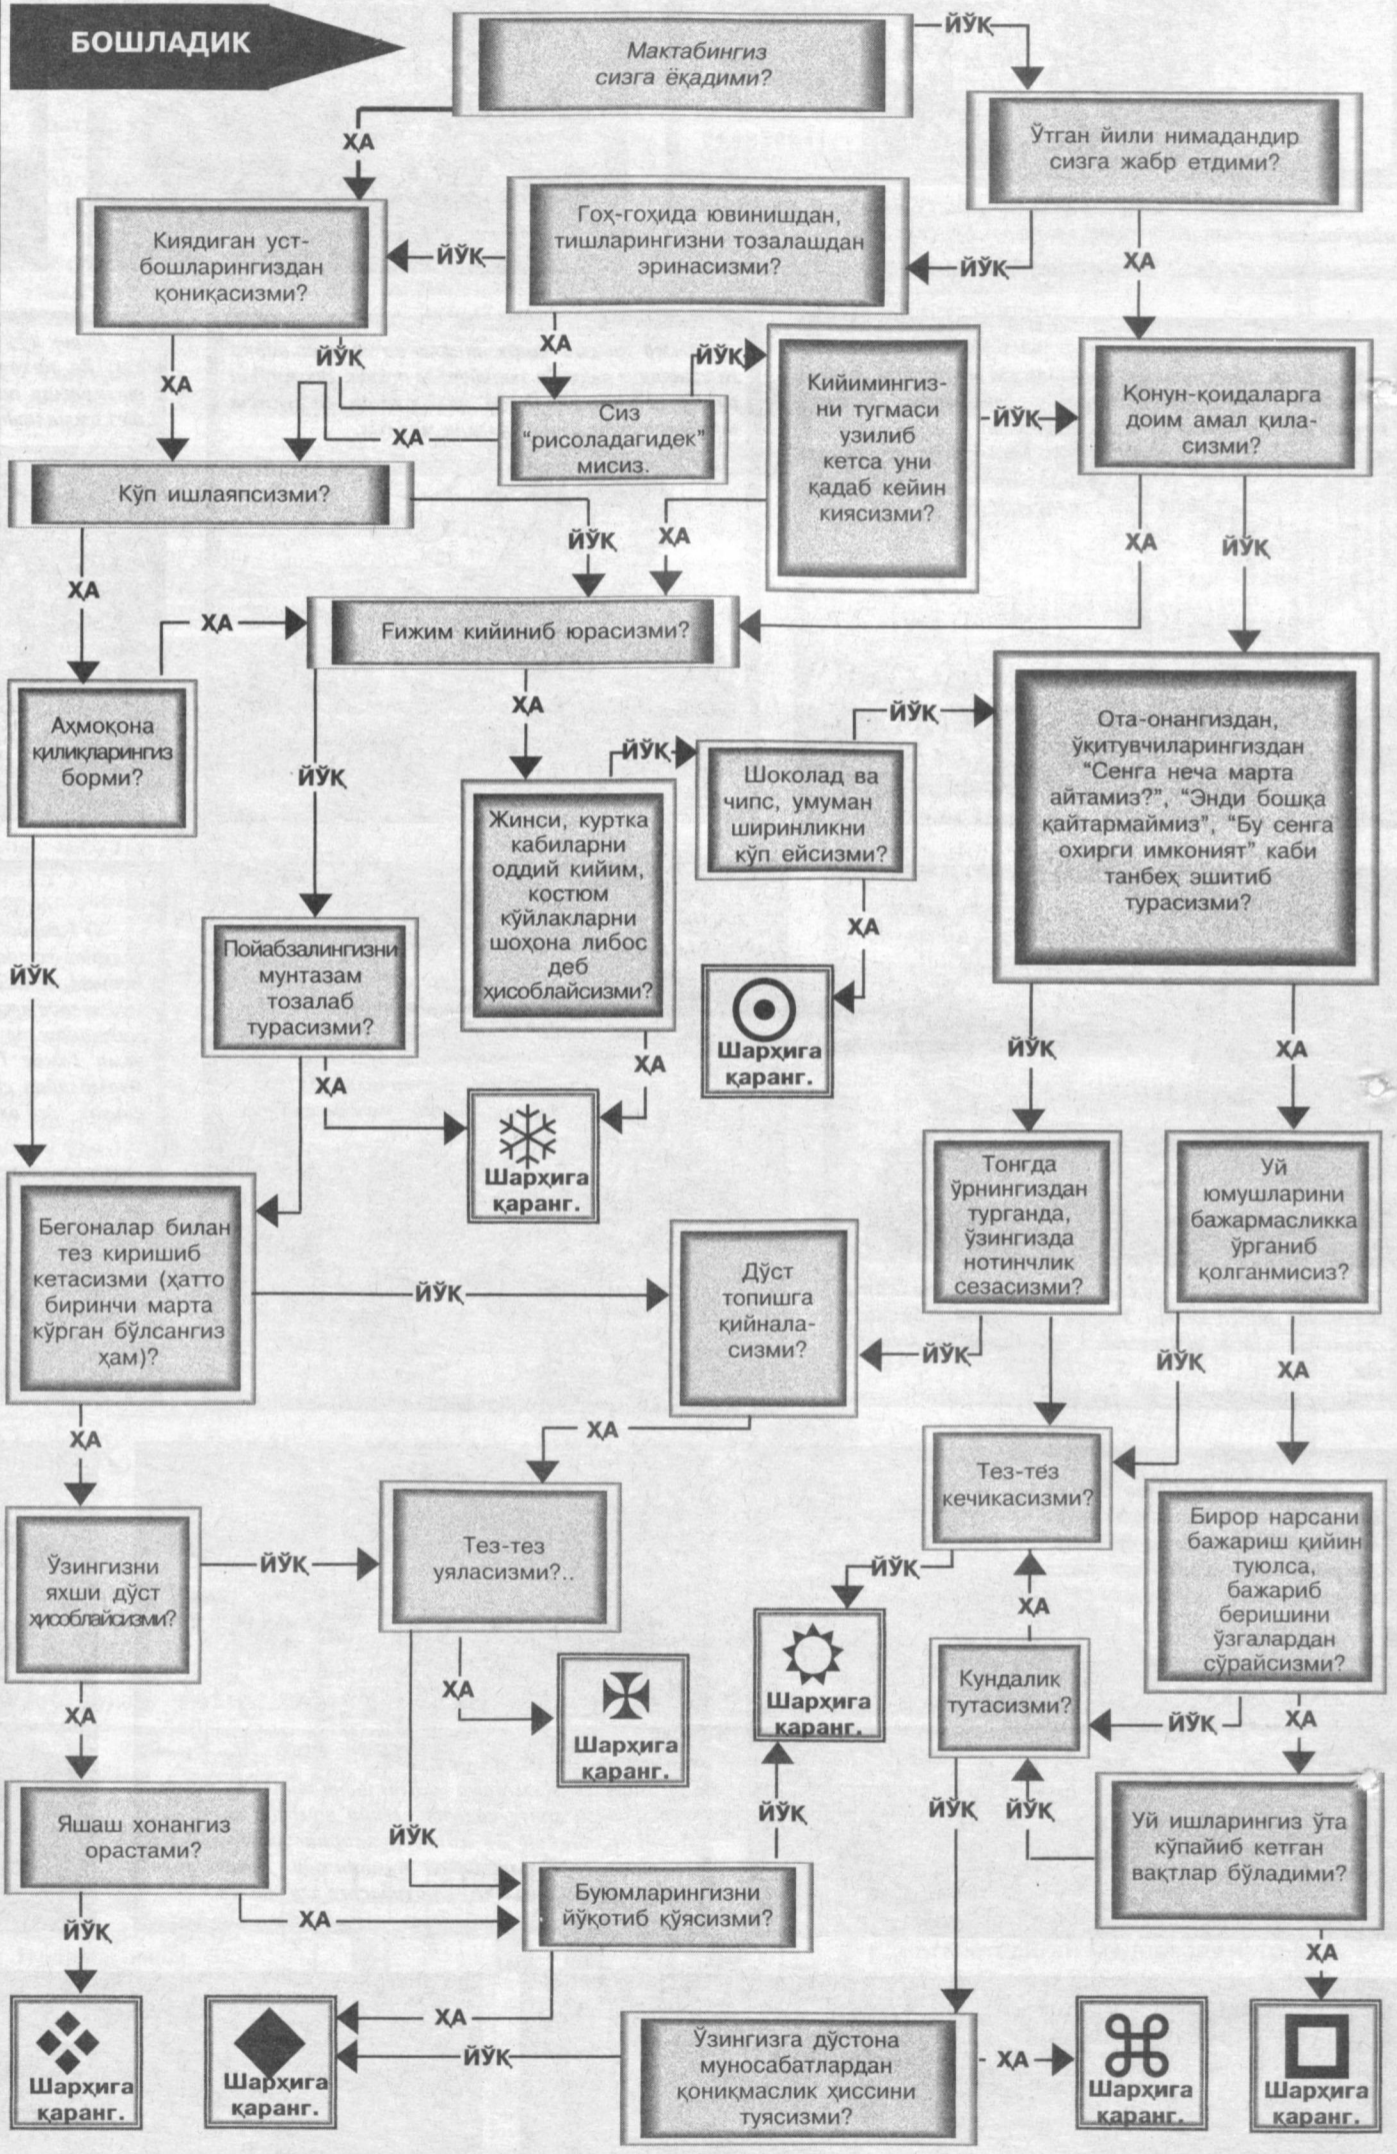 БОШЛАДИК
Мактабингиз
сизга ёқадими?
ЙЎҚ
ҲА
Ўтган йили нимадандир
сизга жабр етдими?
Гоҳ-гоҳида ювинишдан,
тишларингизни тозалашдан
эринасизми?
Киядиган уст-
бошларингиздан
қониқасизми?
ЙЎҚ
ЙЎҚ
ҲА
ҲА
ҲА
ЙЎҚ
Сиз
“рисоладагидек”
мисиз.
ЙЎҚ
ҲА
Кийимингиз-
ни тугмаси
узилиб
кетса уни
қадаб кейин
киясизми?
ЙЎҚ
ҲА
Қонун-қоидаларга
доим амал қила-
сизми?
ҲА
ЙЎҚ
Кўп ишлаяпсизми?
ЙЎҚ
ҲА
Ғижим кийиниб юрасизми?
ҲА
ЙЎҚ
Аҳмоқона
қилиқларингиз
борми?
ҲА
ЙЎҚ
Жинси, куртка
кабиларни
оддий кийим,
костюм
кўйлакларни
шоҳона либос
деб
ҳисоблайсизми?
ЙЎҚ
ҲА
Шоколад ва
чипс, умуман
ширинликни
кўп ейсизми?
ЙЎҚ
ҲА
Ота-онангиздан,
ўқитувчиларингиздан
“Сенга неча марта
айтамиз?”, “Энди бошқа
қайтармаймиз”, “Бу сенга
охирги имконият” каби
танбеҳ эшитиб
турасизми?
ЙЎҚ
ҲА
Пойабзалингизни
мунтазам
тозалаб
турасизми?
ҲА
Шарҳига
қаранг.
Шарҳига
қаранг.
Бегоналар билан
тез киришиб
кетасизми (ҳатто
биринчи марта
кўрган бўлсангиз
ҳам)?
ЙЎҚ
ҲА
Дўст
топишга
қийнала-
сизми?
ҲА
Тонгда
ўрнингиздан
турганда,
ўзингизда
нотинчлик
сезасизми?
ЙЎҚ
Уй
юмушларини
бажармасликка
ўрганиб
қолганмисиз?
ЙЎҚ
ҲА
Тез-тез
кечикасизми?
ЙЎҚ
ҲА
Бирор нарсани
бажариш қийин
туюлса,
бажариб
беришини
ўзгалардан
сўрайсизми?
ЙЎҚ
ҲА
Ўзингизни
яхши дўст
ҳисоблайсизми?
ЙЎҚ
ҲА
Тез-тез
уяласизми?..
ҲА
ЙЎҚ
Шарҳига
қаранг.
Шарҳига
қаранг.
Кундалик
тутасизми?
ЙЎҚ
ЙЎҚ
Уй ишларингиз ўта
кўпайиб кетган
вақтлар бўладими?
ҲА
Яшаш хонангиз
орастами?
ҲА
ЙЎҚ
Буюмларингизни
йўқотиб қўясизми?
ЙЎҚ
ҲА
ЙЎҚ
Ўзингизга дўстона
муносабатлардан
қониқмаслик ҳиссини
туясизми?
ҲА
Шарҳига
қаранг.
Шарҳига
қаранг.
Шарҳига
қаранг.
Шарҳига
қаранг.